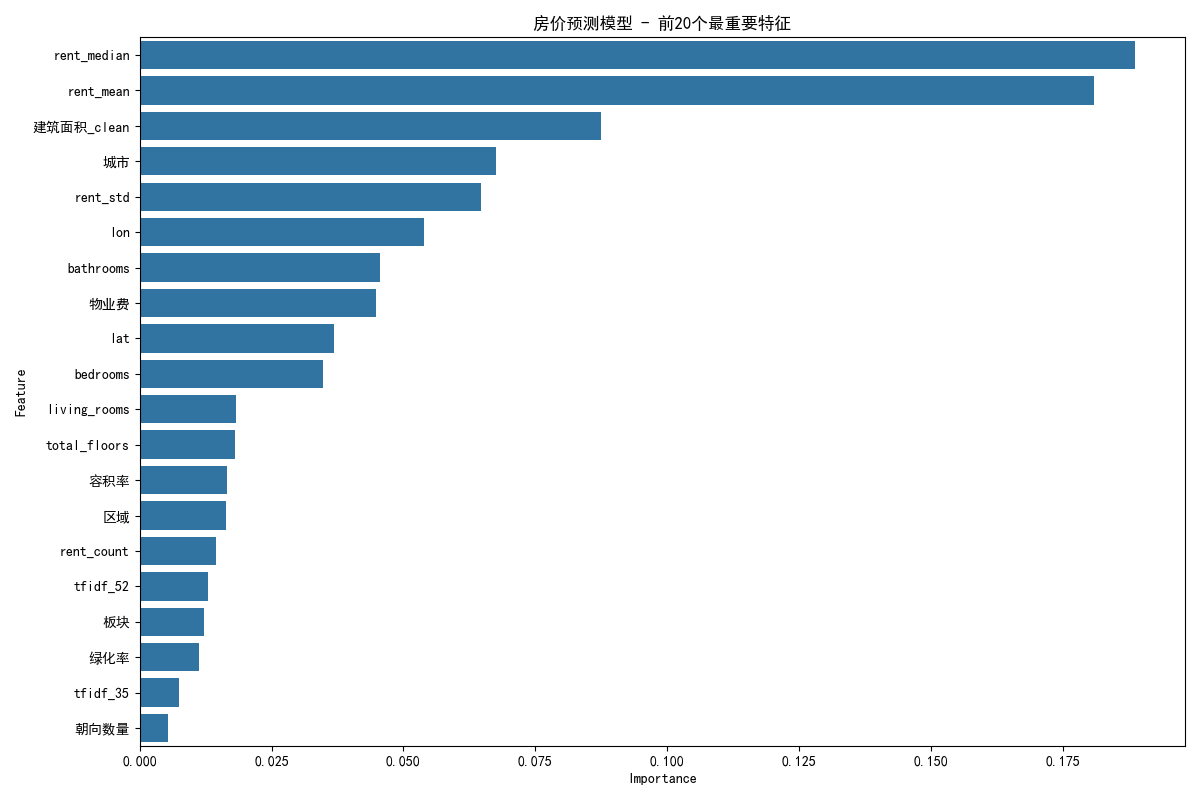 房价预测模型 - 前20个最重要特征
rent_median
rent_mean
建筑面积_clean
城市
rent_std
lon
bathrooms
物业费
lat
bedrooms
living_rooms
total_floors
容积率
区域
rent_count
tfidf_52
板块
绿化率
tfidf_35
朝向数量
Feature
0.000 0.025 0.050 0.075 0.100 0.125 0.150 0.175
Importance